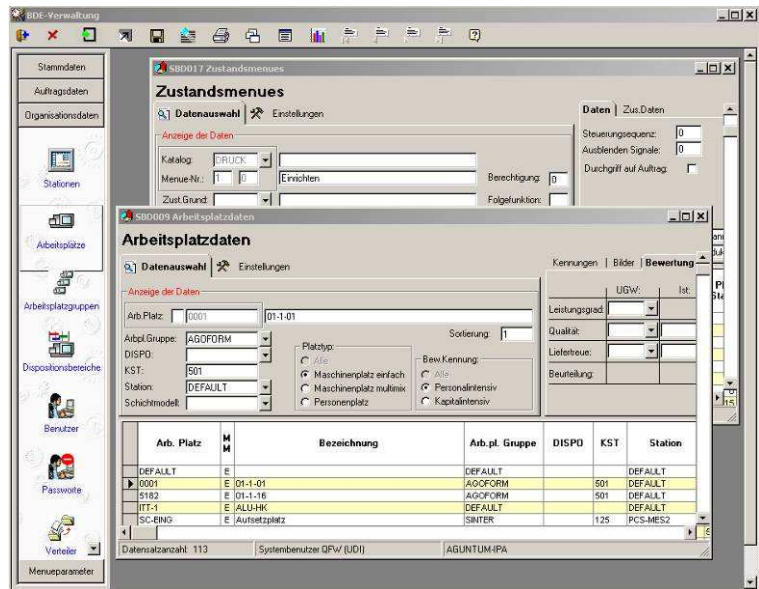 BDE-Verwaltung
Stammdaten
Auftragsdaten
Organisationsdaten
Stationen
Arbeitsplätze
Arbeitsplatzgruppen
Dispositionsbereiche
Benutzer
Passworte
Verteiler
Menueparameter
SBD017 Zustandsmenues
Zustandsmenues
Datenauswahl Einstellungen
Daten Zus.Daten
Anzeige der Daten
Katalog: DRUCK
Menue-Nr.: 1 0 Einrichten Berechtigung: 0
Zust.Grund: Folgefunktion:
Steuerungsequenz: 0
Ausblenden Signale: 0
Durchgriff auf Auftrag:
SBD009 Arbeitsplatzdaten
Arbeitsplatzdaten
Datenauswahl Einstellungen
Kennungen Bilder Bewertung
Anzeige der Daten
Arb.Platz: 0001 01-1-01
Arbpl.Gruppe: AGOFORM
Sortierung: 1
DISPO:
KST: 501
Station: DEFAULT
Schichtmodell:
Platztyp:
Alle
Maschinenplatz einfach
Maschinenplatz multimix
Personenplatz
Bew.Kennung:
Alle
Personalintensiv
Kapitalintensiv
UGW: Ist:
Leistungsgrad:
Qualität:
Liefertreue:
Beurteilung:
Arb. Platz MM Bezeichnung Arb.pl. Gruppe DISPO KST Station
DEFAULT E DEFAULT DEFAULT
0001 E 01-1-01 AGOFORM 501 DEFAULT
5182 E 01-1-16 AGOFORM 501 DEFAULT
ITT-1 E ALU-HK DEFAULT DEFAULT
SC-EING E Aufsetzplatz SINTER 125 PCS-MES2
Datensatzanzahl: 113 Systembenutzer QFW (UDI) AGUNTUM-IPA